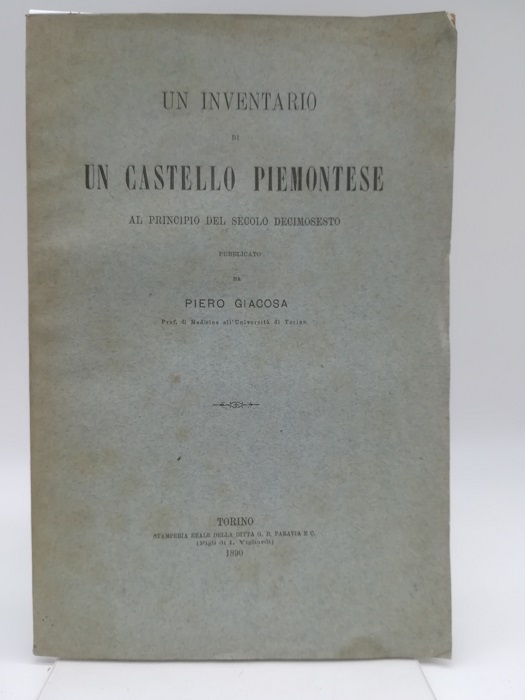 UN INVENTARIO
DI
UN CASTELLO PIEMONTESE
AL PRINCIPIO DEL SECOLO DECIMOSESTO
PUBBLICATO
DA
PIERO GIACOSA
Prof. di Medicina all'Università di Torino
TORINO
STAMPERIA REALE DELLA DITTA G. B. PARAVIA E C.
(Figli di I. Vigliardi)
1890